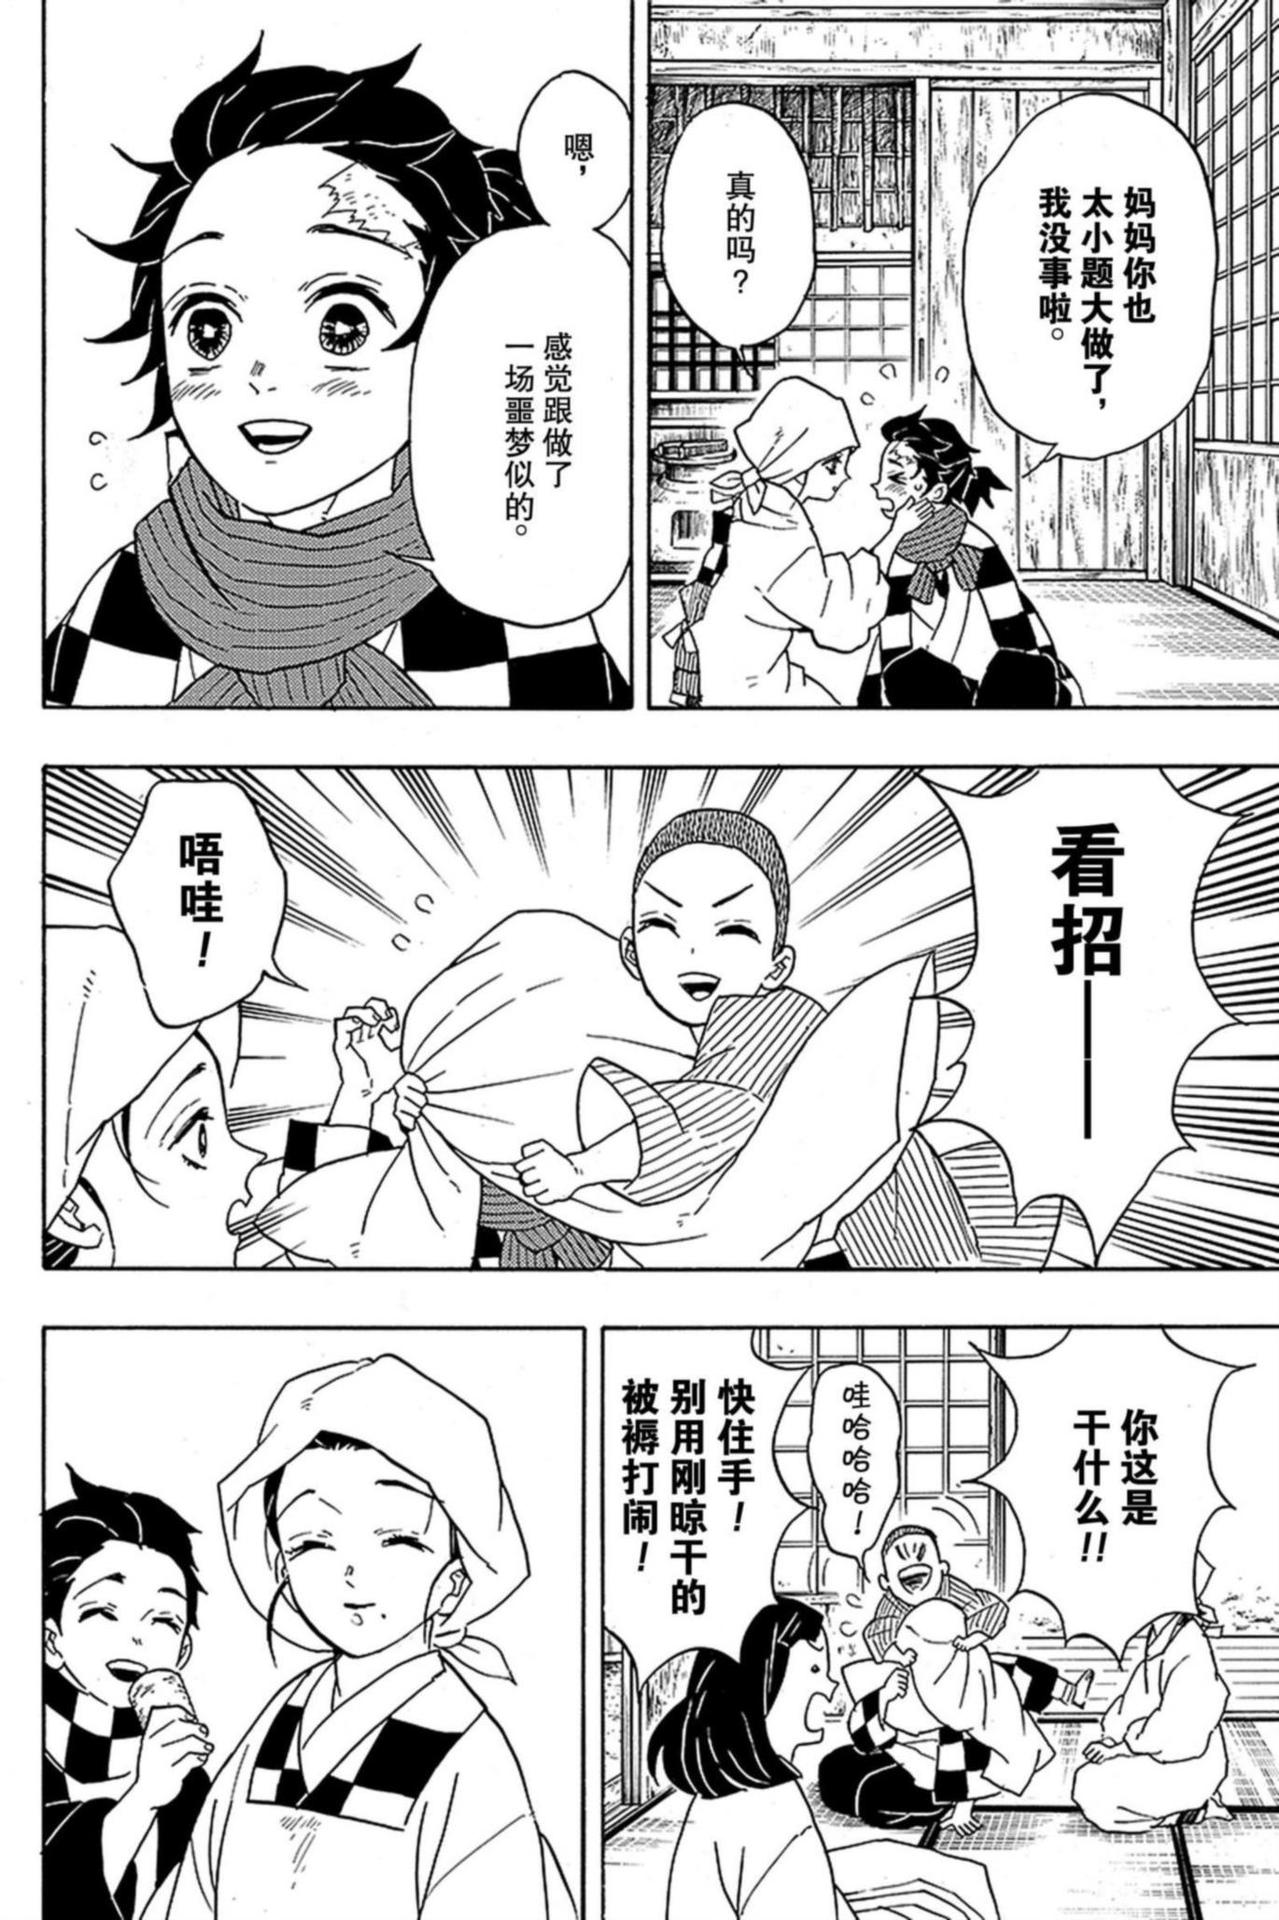 妈妈你也
太小题大做了，
我没事啦。
真的吗？
嗯，
感觉跟做了
一场噩梦似的。
看招——
唔哇！
你这是
干什么!!
哇哈哈哈哈！
快住手！
别用刚晾干的
被褥打闹！